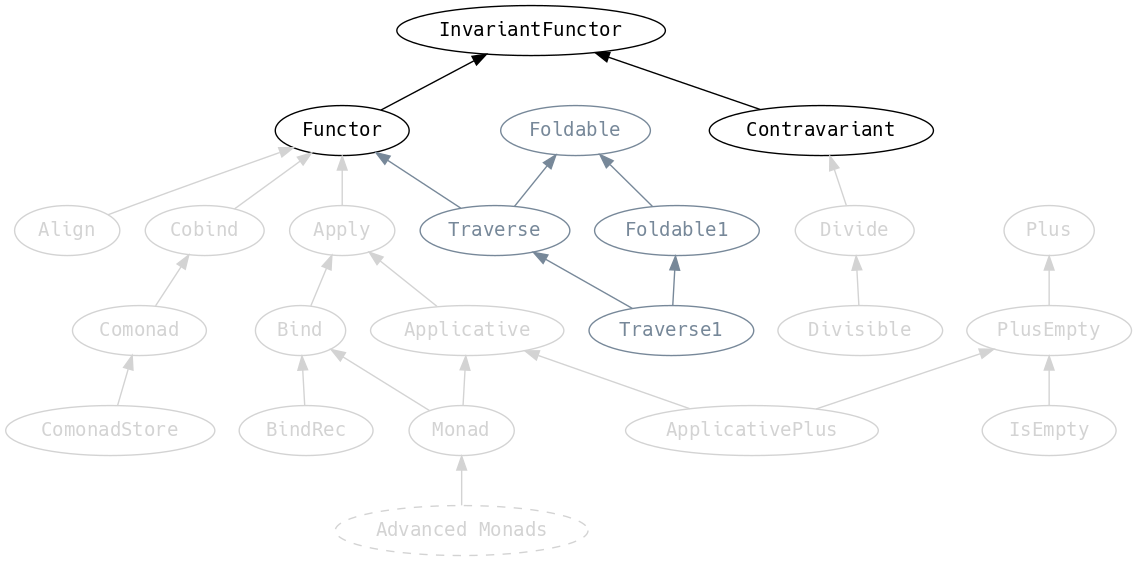 InvariantFunctor
Functor
Foldable
Contravariant
Align
Cobind
Apply
Traverse
Foldable1
Divide
Plus
Comonad
Bind
Applicative
Traverse1
Divisible
PlusEmpty
ComonadStore
BindRec
Monad
ApplicativePlus
IsEmpty
Advanced Monads